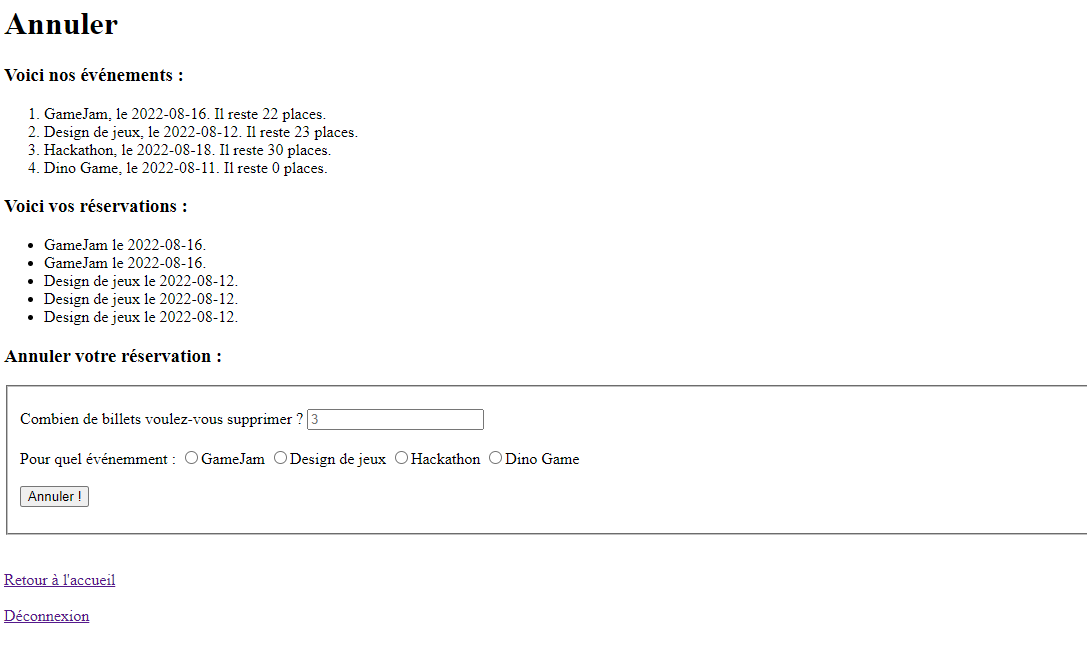 Annuler
Voici nos événements :
1. GameJam, le 2022-08-16. Il reste 22 places.
2. Design de jeux, le 2022-08-12. Il reste 23 places.
3. Hackathon, le 2022-08-18. Il reste 30 places.
4. Dino Game, le 2022-08-11. Il reste 0 places.
Voici vos réservations :
• GameJam le 2022-08-16.
• GameJam le 2022-08-16.
• Design de jeux le 2022-08-12.
• Design de jeux le 2022-08-12.
• Design de jeux le 2022-08-12.
Annuler votre réservation :
Combien de billets voulez-vous supprimer ? 3
Pour quel événemment : GameJam Design de jeux Hackathon Dino Game
Annuler !
Retour à l'accueil
Déconnexion